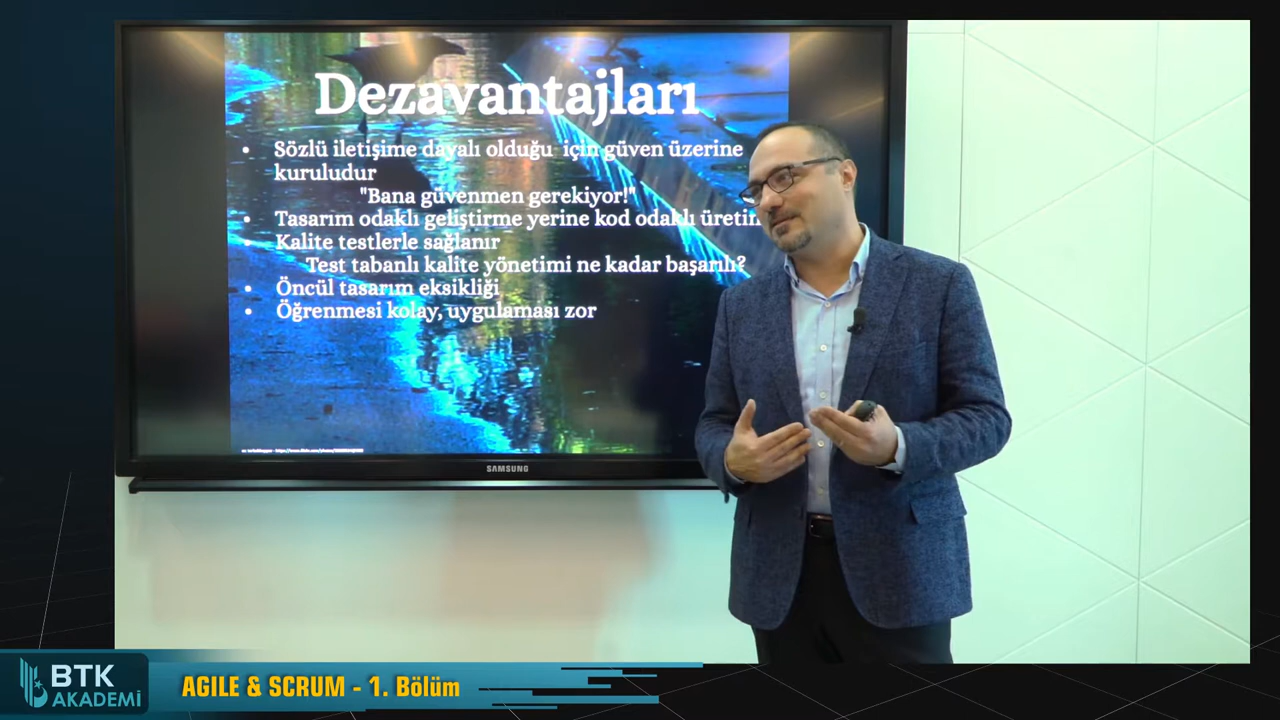 Dezavantajları
• Sözlü iletişime dayalı olduğu için güven üzerine
kuruludur
"Bana güvenmen gerekiyor!"
• Tasarım odaklı geliştirme yerine kod odaklı
• Kalite testlerle sağlanır
Test tabanlı kalite yönetimi ne kadar başarılı?
• Öncül tasarım eksikliği
• Öğrenmesi kolay, uygulaması zor
SAMSUNG
BTK
AKADEMİ
AGILE & SCRUM - 1. Bölüm